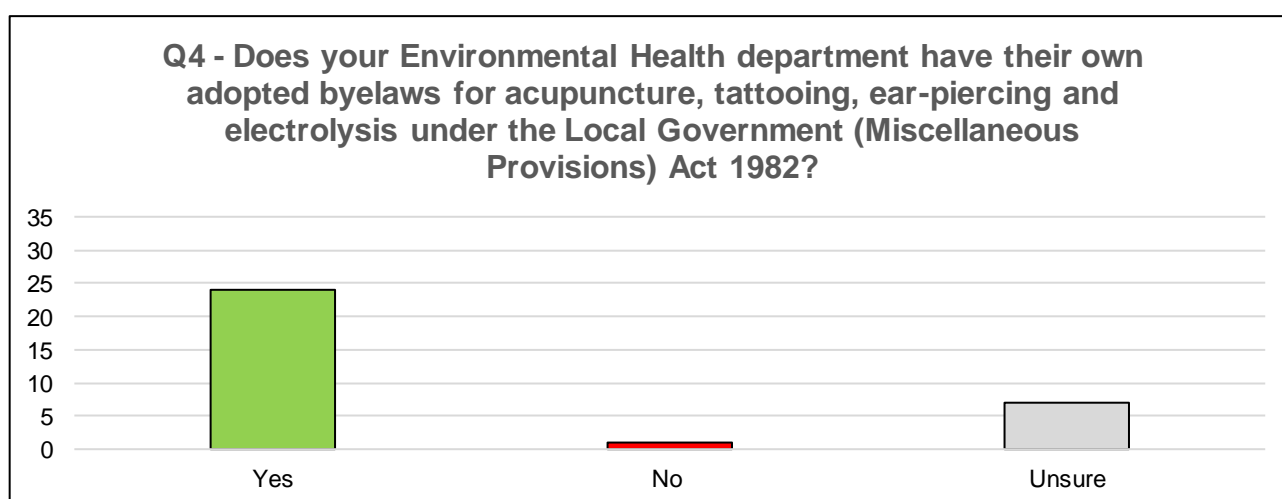 Q4 - Does your Environmental Health department have their own
adopted byelaws for acupuncture, tattooing, ear-piercing and
electrolysis under the Local Government (Miscellaneous
Provisions) Act 1982?
35
30
25
20
15
10
5
0
Yes No Unsure